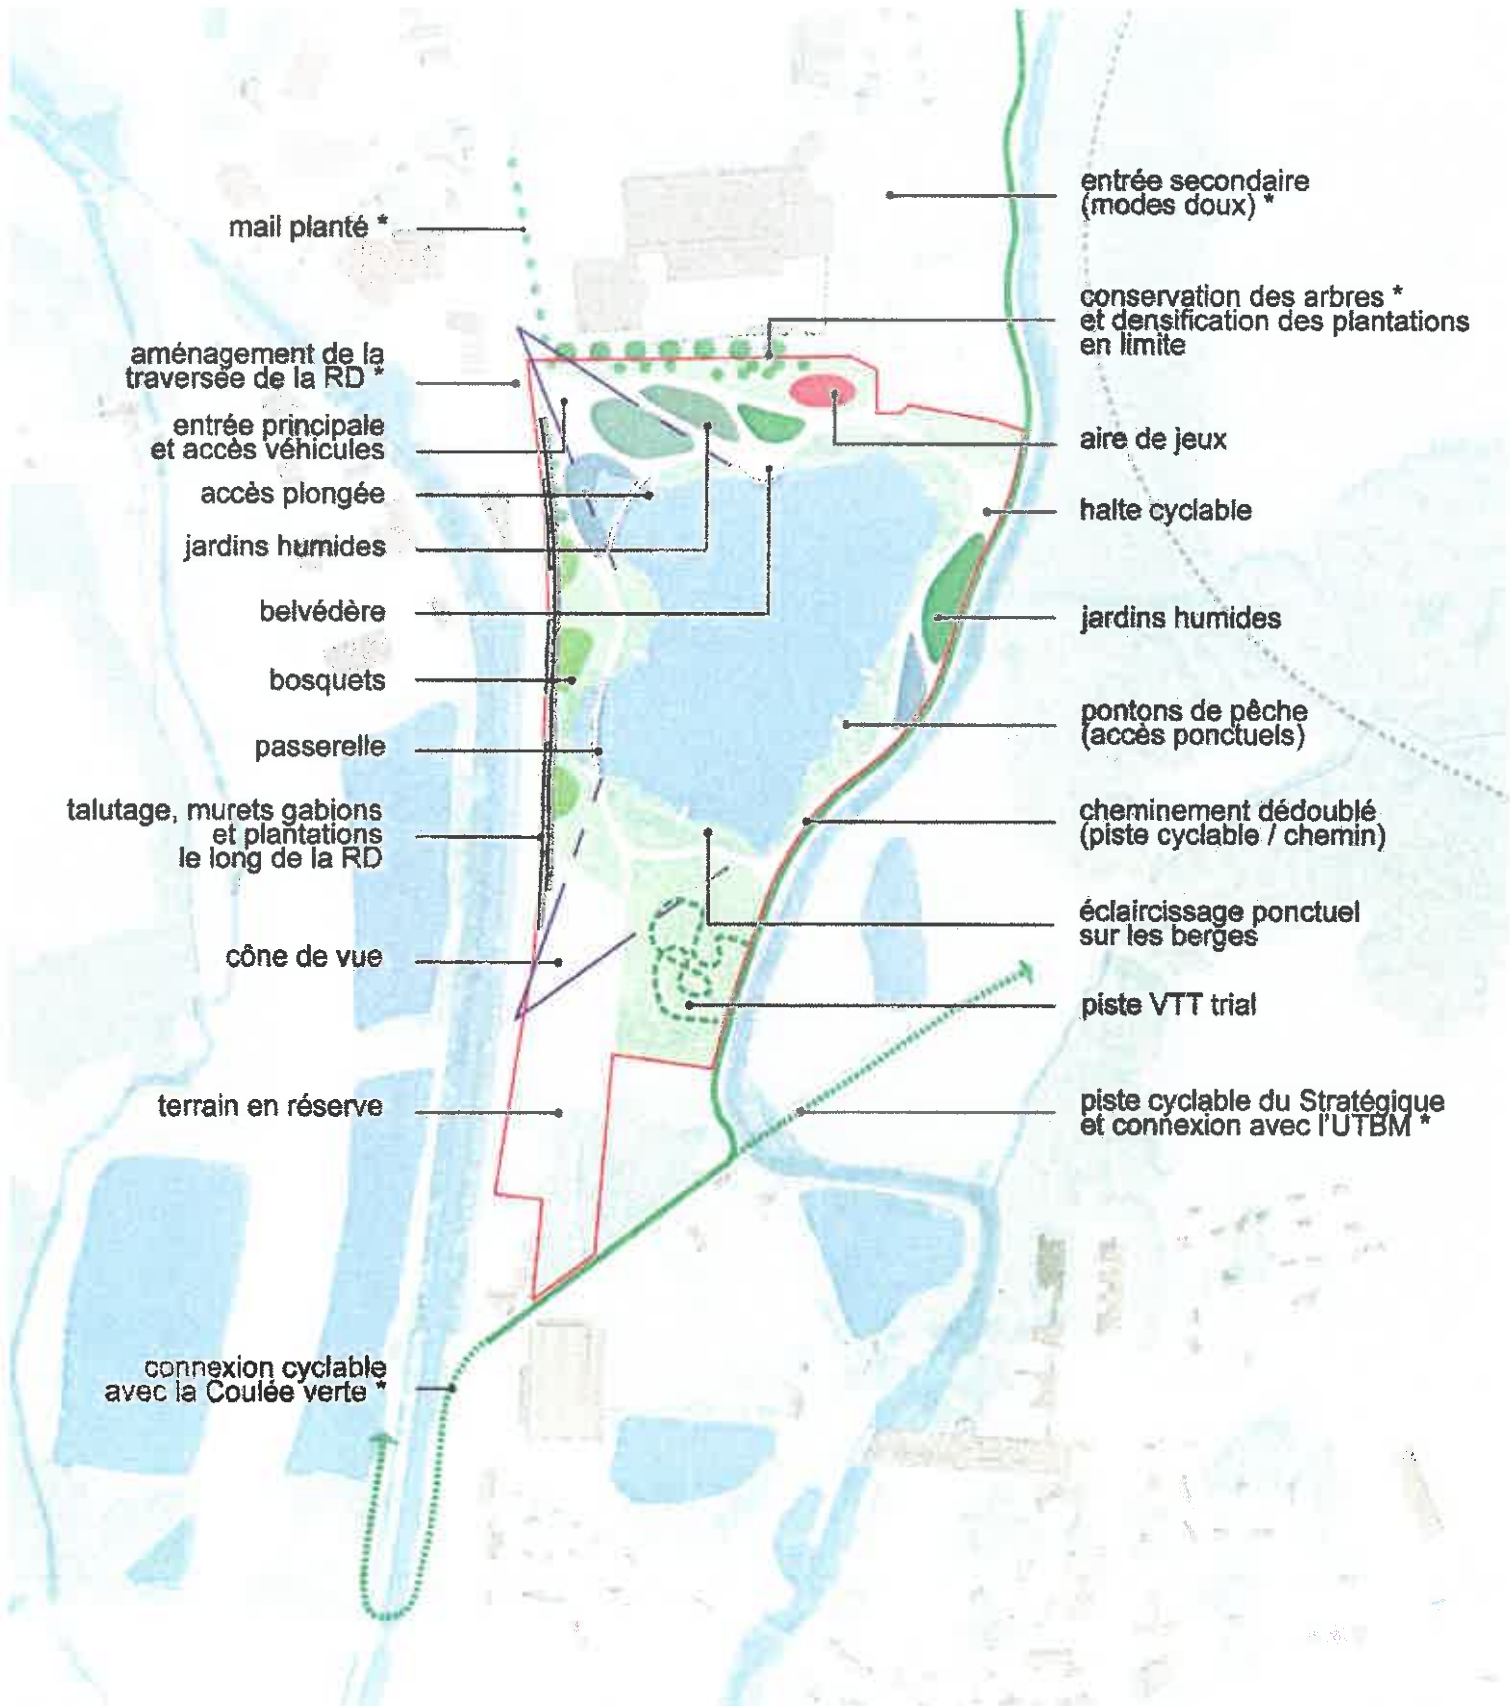 mail planté *
aménagement de la
traversée de la RD *
entrée principale
et accès véhicules
accès plongée
jardins humides
belvédère
bosquets
passerelle
talutage, murets gabions
et plantations
le long de la RD
cône de vue
terrain en réserve
connexion cyclable
avec la Coulée verte *
entrée secondaire
(modes doux) *
conservation des arbres *
et densification des plantations
en limite
aire de jeux
halte cyclable
jardins humides
pontons de pêche
(accès ponctuels)
cheminement dédoublé
(piste cyclable / chemin)
éclaircissage ponctuel
sur les berges
piste VTT trial
piste cyclable du Stratégique
et connexion avec l'UTBM *